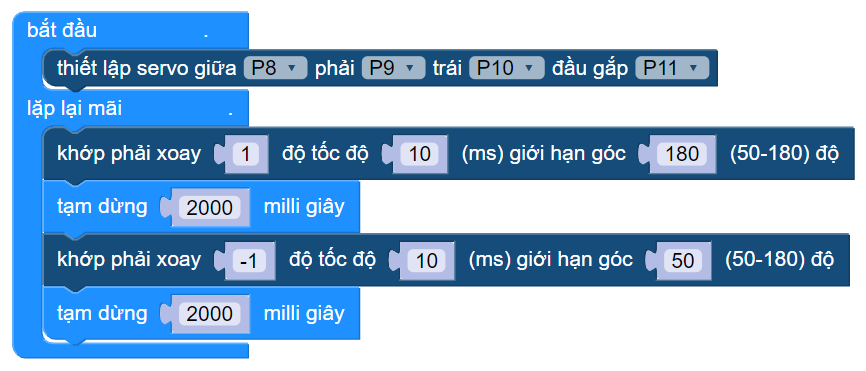 bắt đầu .
thiết lập servo giữa P8 phải P9 trái P10 đầu gắp P11
lặp lại mãi .
khớp phải xoay 1 độ tốc độ 10 (ms) giới hạn góc 180 (50-180) độ
tạm dừng 2000 milli giây
khớp phải xoay -1 độ tốc độ 10 (ms) giới hạn góc 50 (50-180) độ
tạm dừng 2000 milli giây